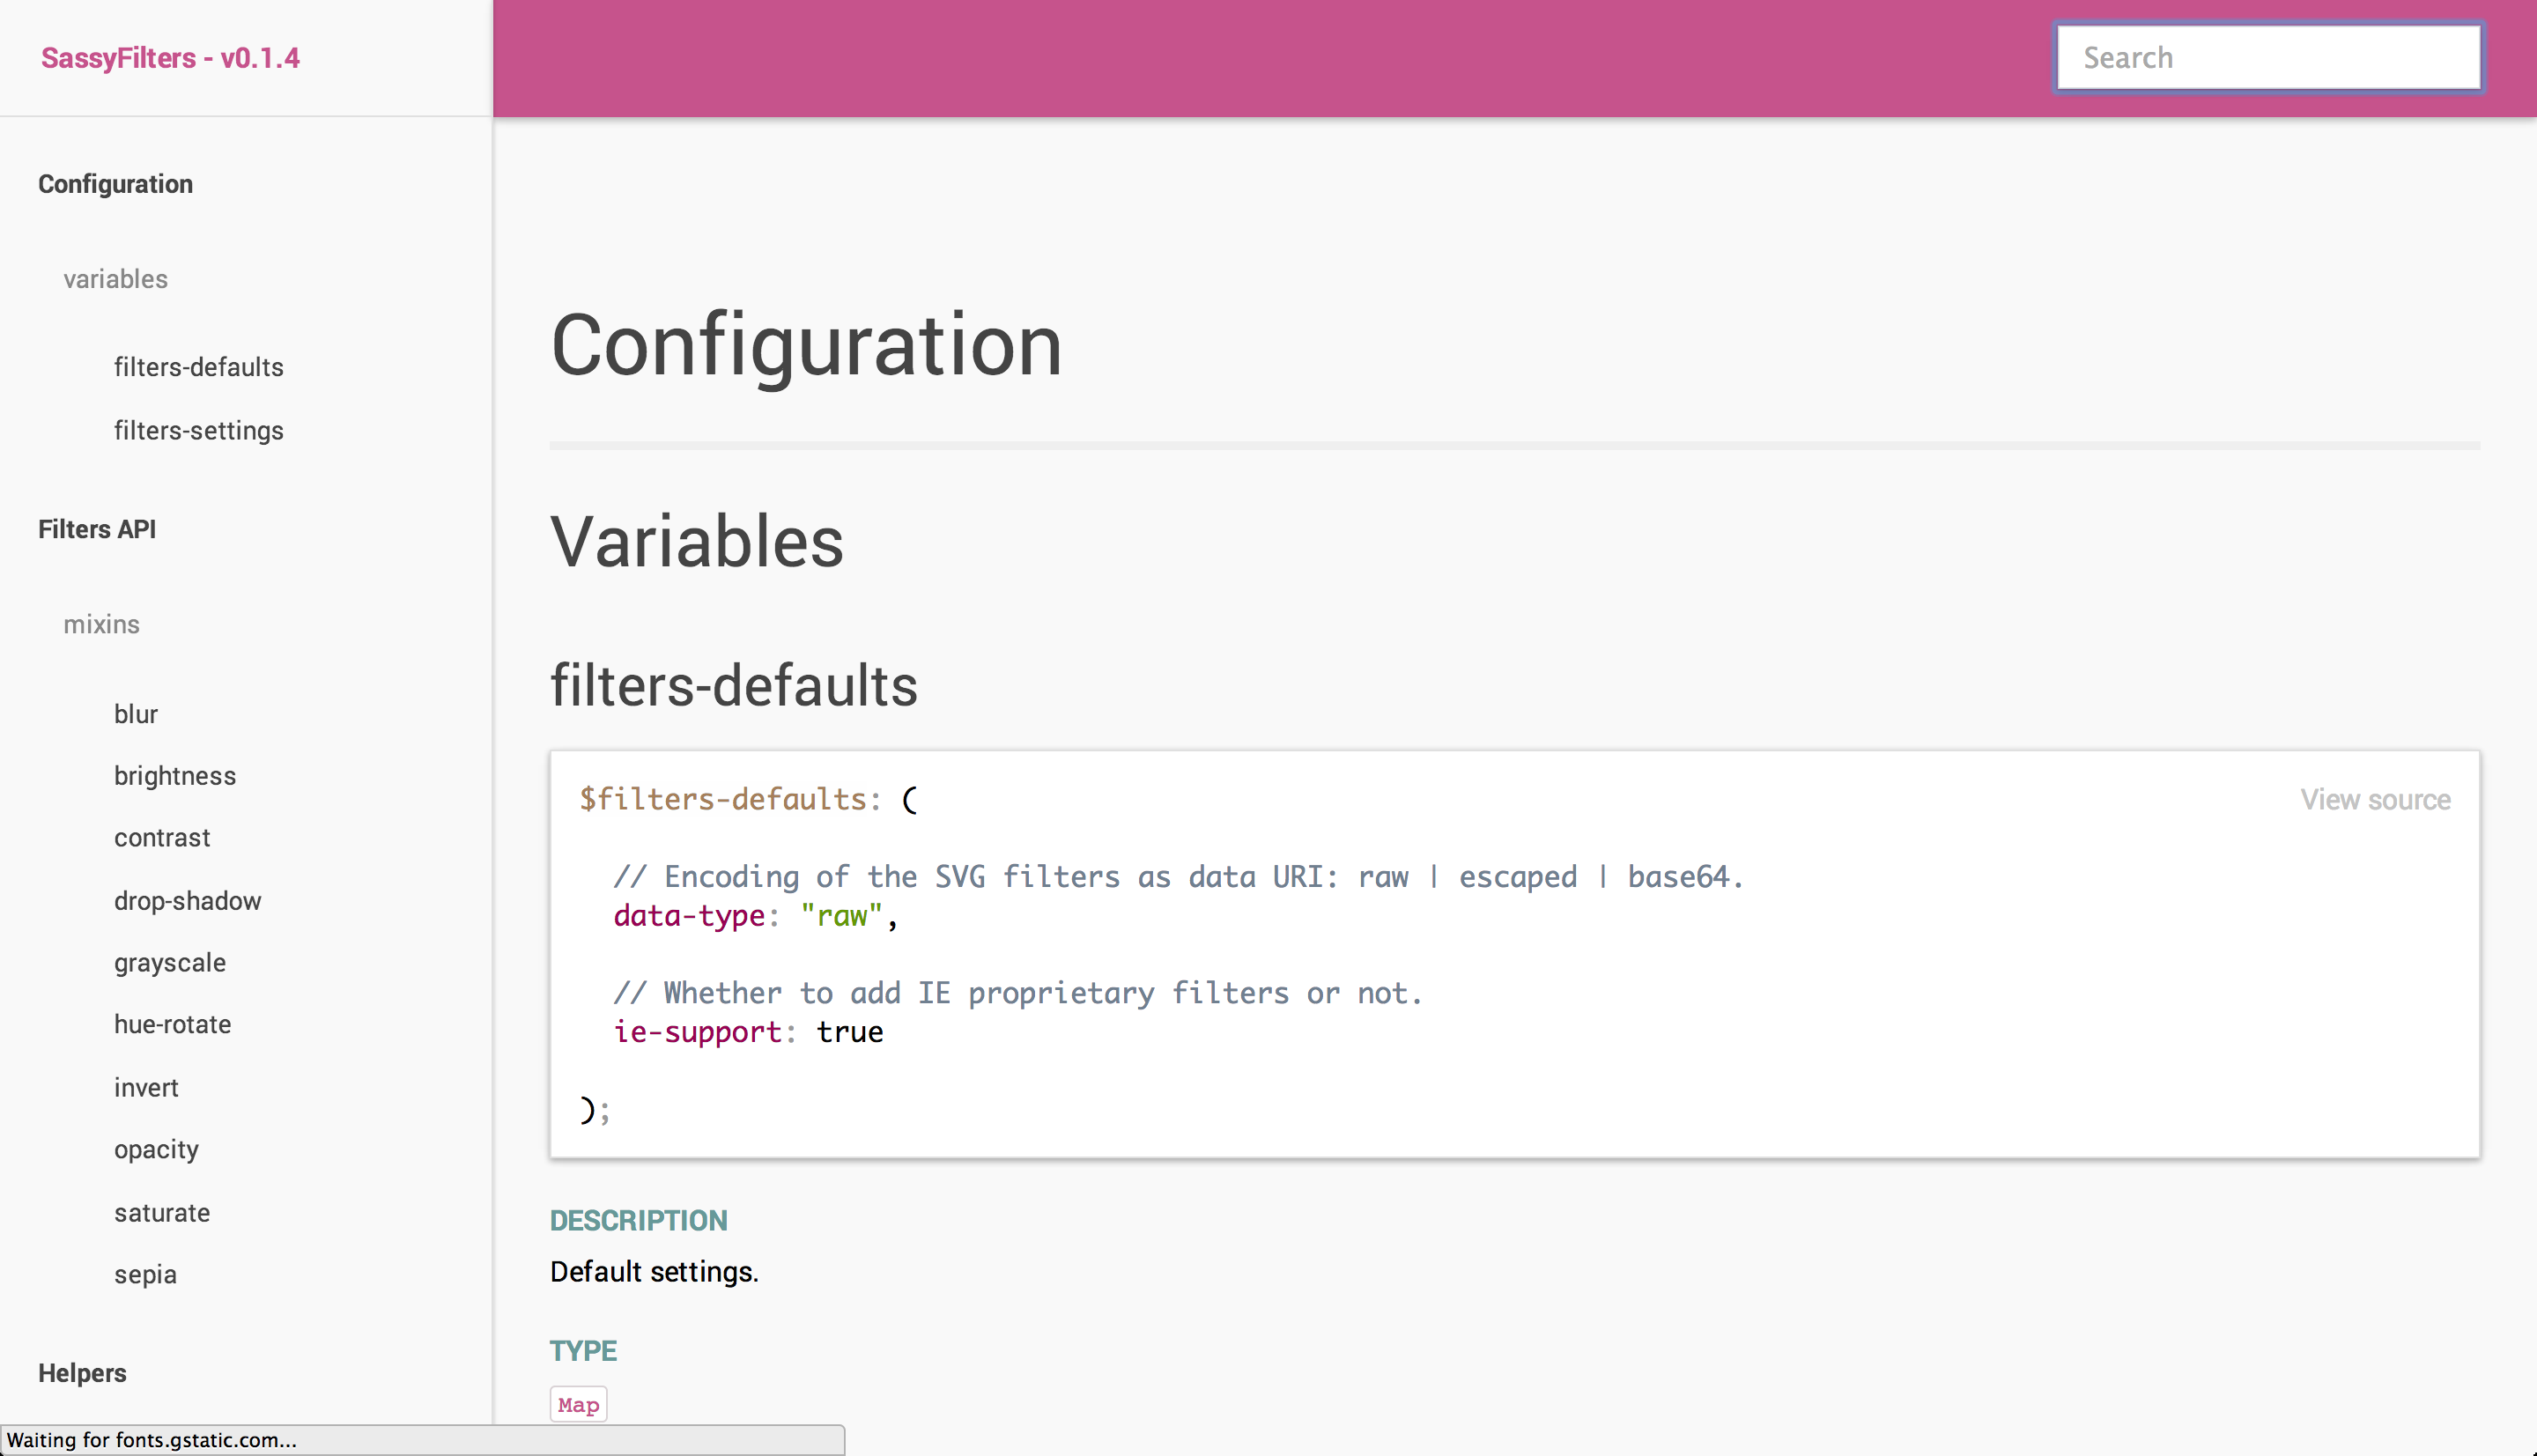 SassyFilters - v0.1.4
Search
Configuration
variables
filters-defaults
filters-settings
Filters API
mixins
blur
brightness
contrast
drop-shadow
grayscale
hue-rotate
invert
opacity
saturate
sepia
Helpers
Configuration
Variables
filters-defaults
$filters-defaults: (
View source
// Encoding of the SVG filters as data URI: raw | escaped | base64.
data-type: "raw",
// Whether to add IE proprietary filters or not.
ie-support: true
);
DESCRIPTION
Default settings.
TYPE
Map
Waiting for fonts.gstatic.com...